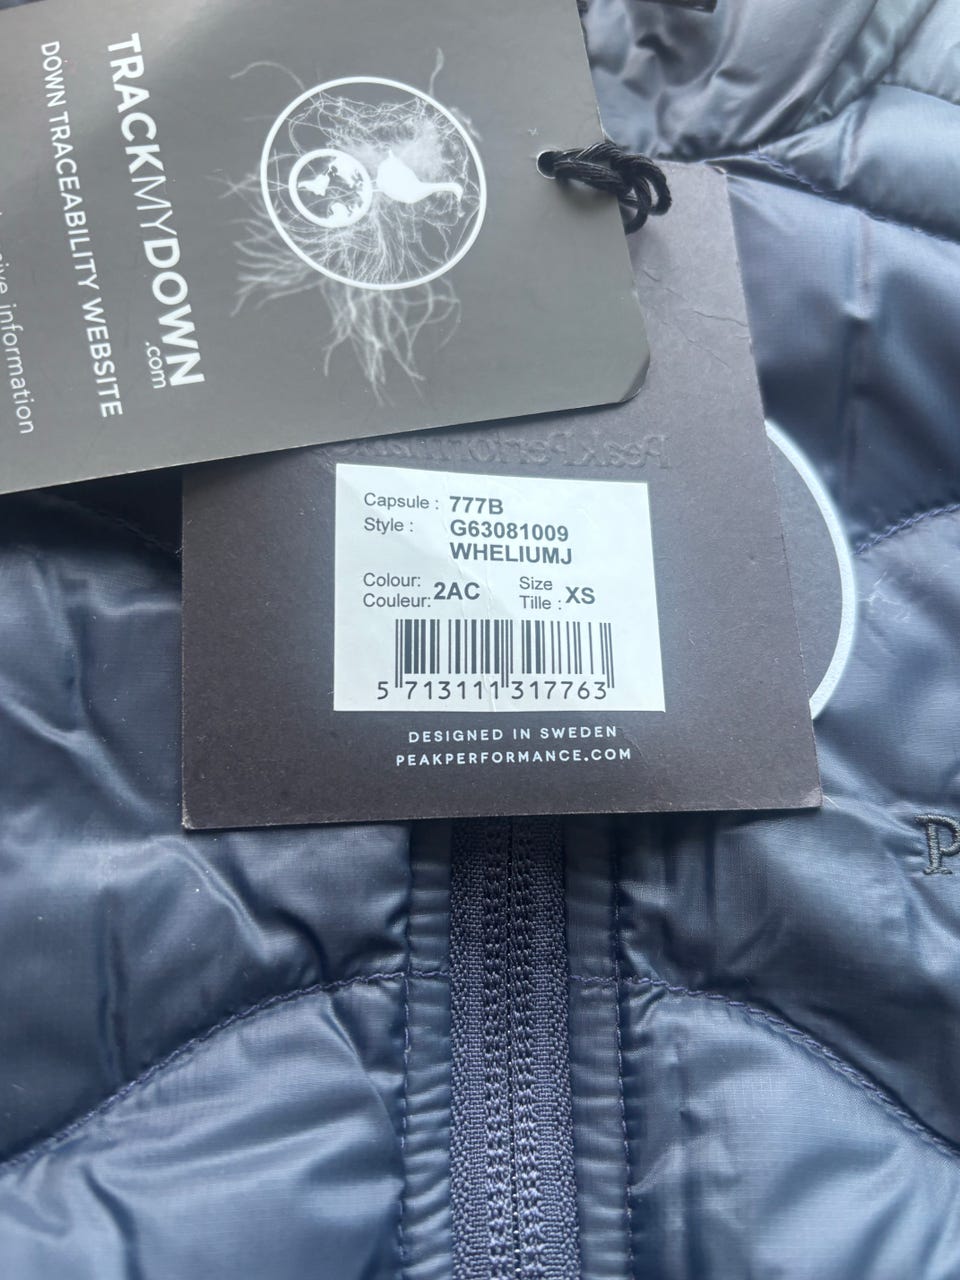 TRACKMYDOWN
.com
DOWN TRACEABILITY WEBSITE
information
PeakPerformance
Capsule : 777B
Style : G63081009
WHELIUMJ
Colour: 2AC Size XS
Couleur: Tille :
5 713111 317763
DESIGNED IN SWEDEN
PEAKPERFORMANCE.COM
P